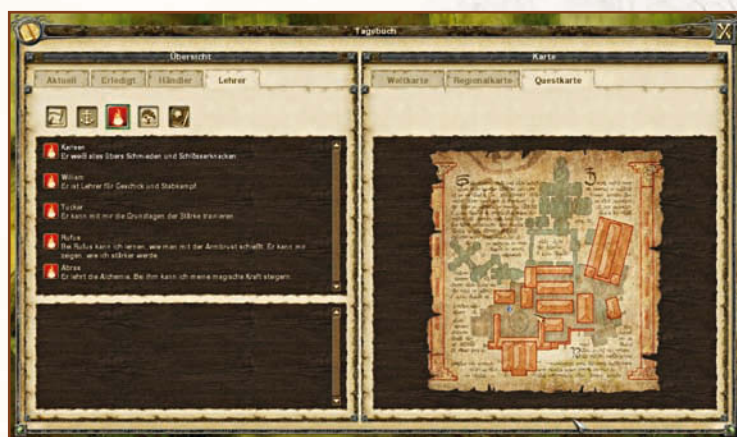 Tagebuch
Übersicht
Aktuell Erledigt Händler Lehrer
Karsen
Er weiß alles übers Schmieden und Schlösserknacken
William
Er ist Lehrer für Geschick und Stabkampf
Tucker
Er kann mit mir die Grundlagen der Stärke trainieren
Rufus
Bei Rufus kann ich lernen, wie man mit der Armbrust schießt. Er kann mir
zeigen, wie ich stärker werde.
Abrax
Er lehrt die Alchemie. Bei ihm kann ich meine magische Kraft steigern.
Karte
Weltkarte Regionalkarte Questkarte